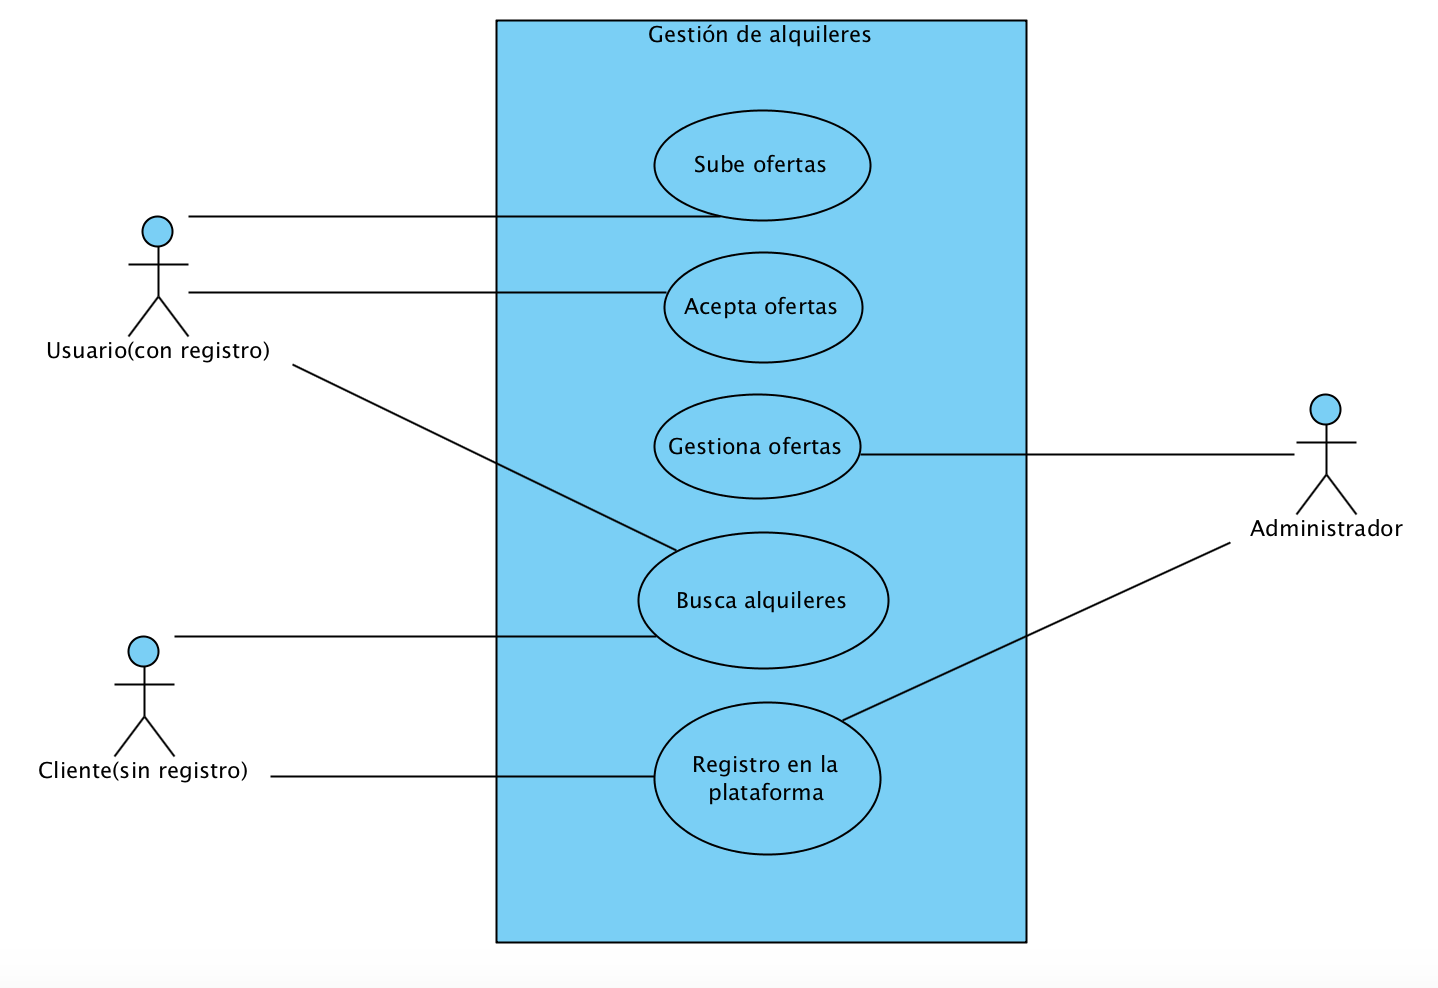 Gestión de alquileres
Sube ofertas
Acepta ofertas
Usuario(con registro)
Gestiona ofertas
Administrador
Busca alquileres
Cliente(sin registro)
Registro en la
plataforma